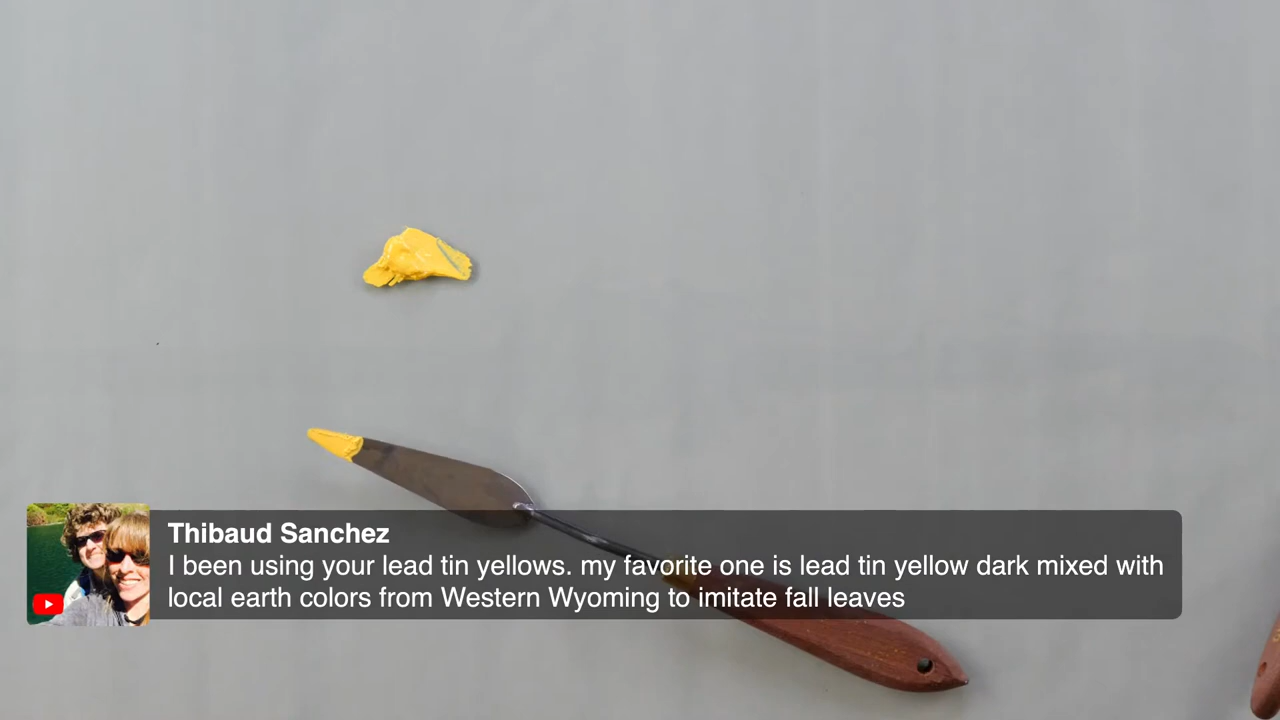 Thibaud Sanchez
I been using your lead tin yellows. my favorite one is lead tin yellow dark mixed with
local earth colors from Western Wyoming to imitate fall leaves